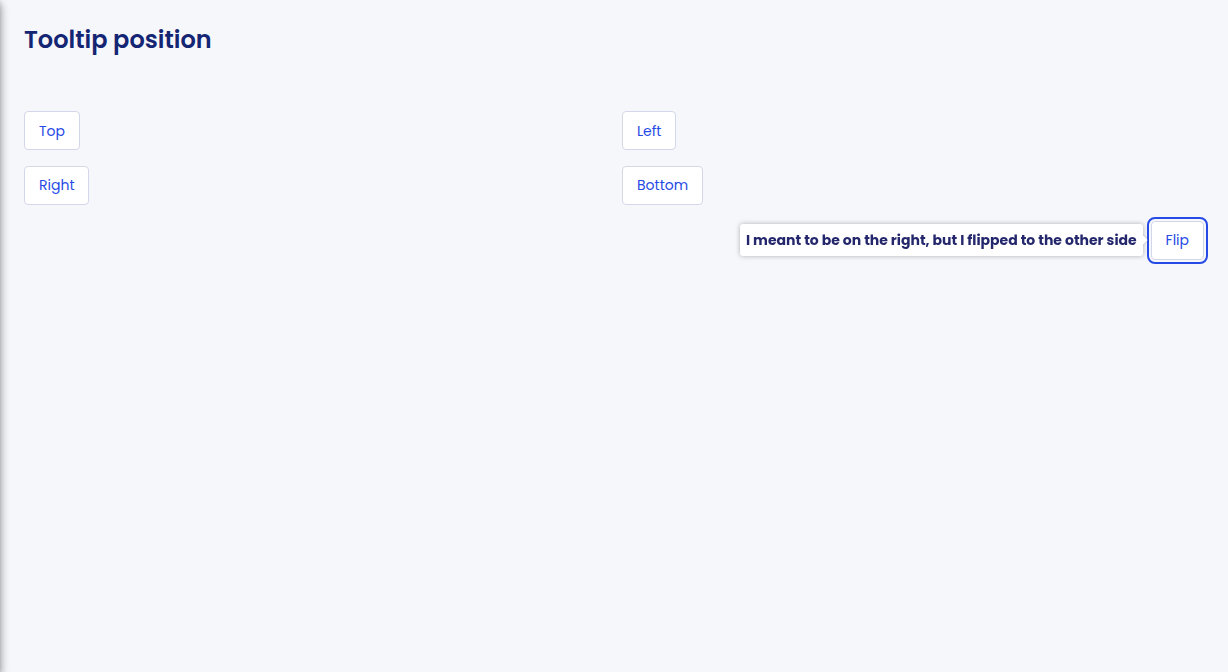 Tooltip position
Top
Left
Right
Bottom
I meant to be on the right, but I flipped to the other side
Flip